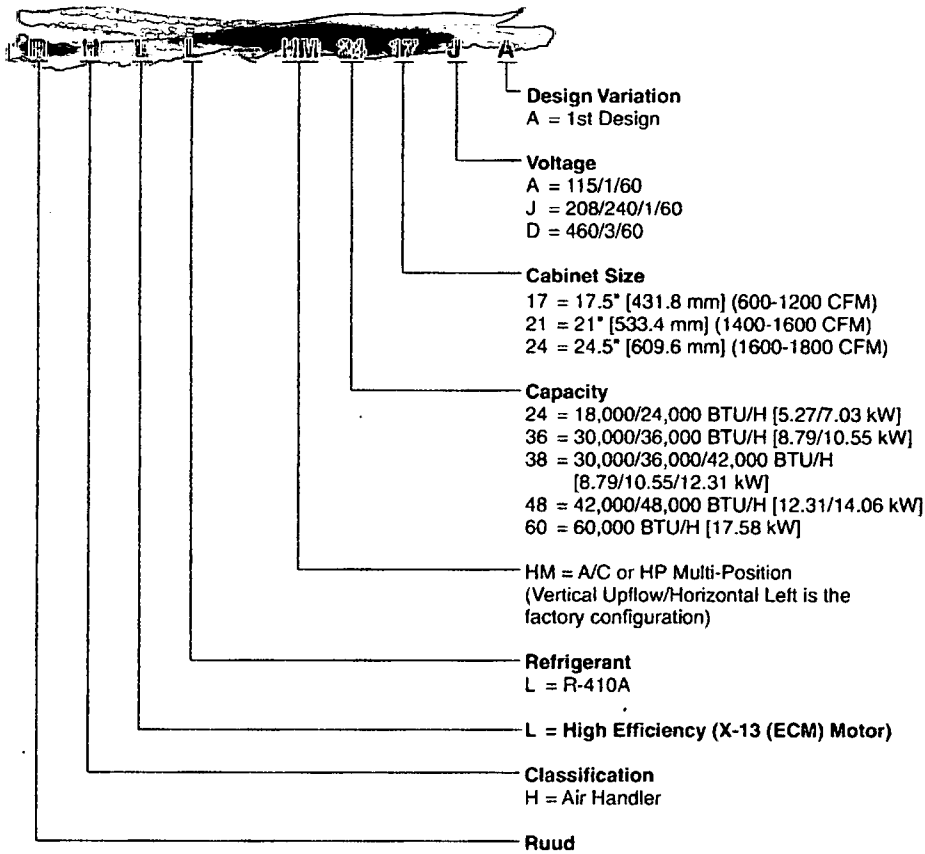 R H L L – HM 24 17 J A
Design Variation
A = 1st Design
Voltage
A = 115/1/60
J = 208/240/1/60
D = 460/3/60
Cabinet Size
17 = 17.5" [431.8 mm] (600-1200 CFM)
21 = 21" [533.4 mm] (1400-1600 CFM)
24 = 24.5" [609.6 mm] (1600-1800 CFM)
Capacity
24 = 18,000/24,000 BTU/H [5.27/7.03 kW]
36 = 30,000/36,000 BTU/H [8.79/10.55 kW]
38 = 30,000/36,000/42,000 BTU/H
[8.79/10.55/12.31 kW]
48 = 42,000/48,000 BTU/H [12.31/14.06 kW]
60 = 60,000 BTU/H [17.58 kW]
HM = A/C or HP Multi-Position
(Vertical Upflow/Horizontal Left is the
factory configuration)
Refrigerant
L = R-410A
L = High Efficiency (X-13 (ECM) Motor)
Classification
H = Air Handler
Ruud